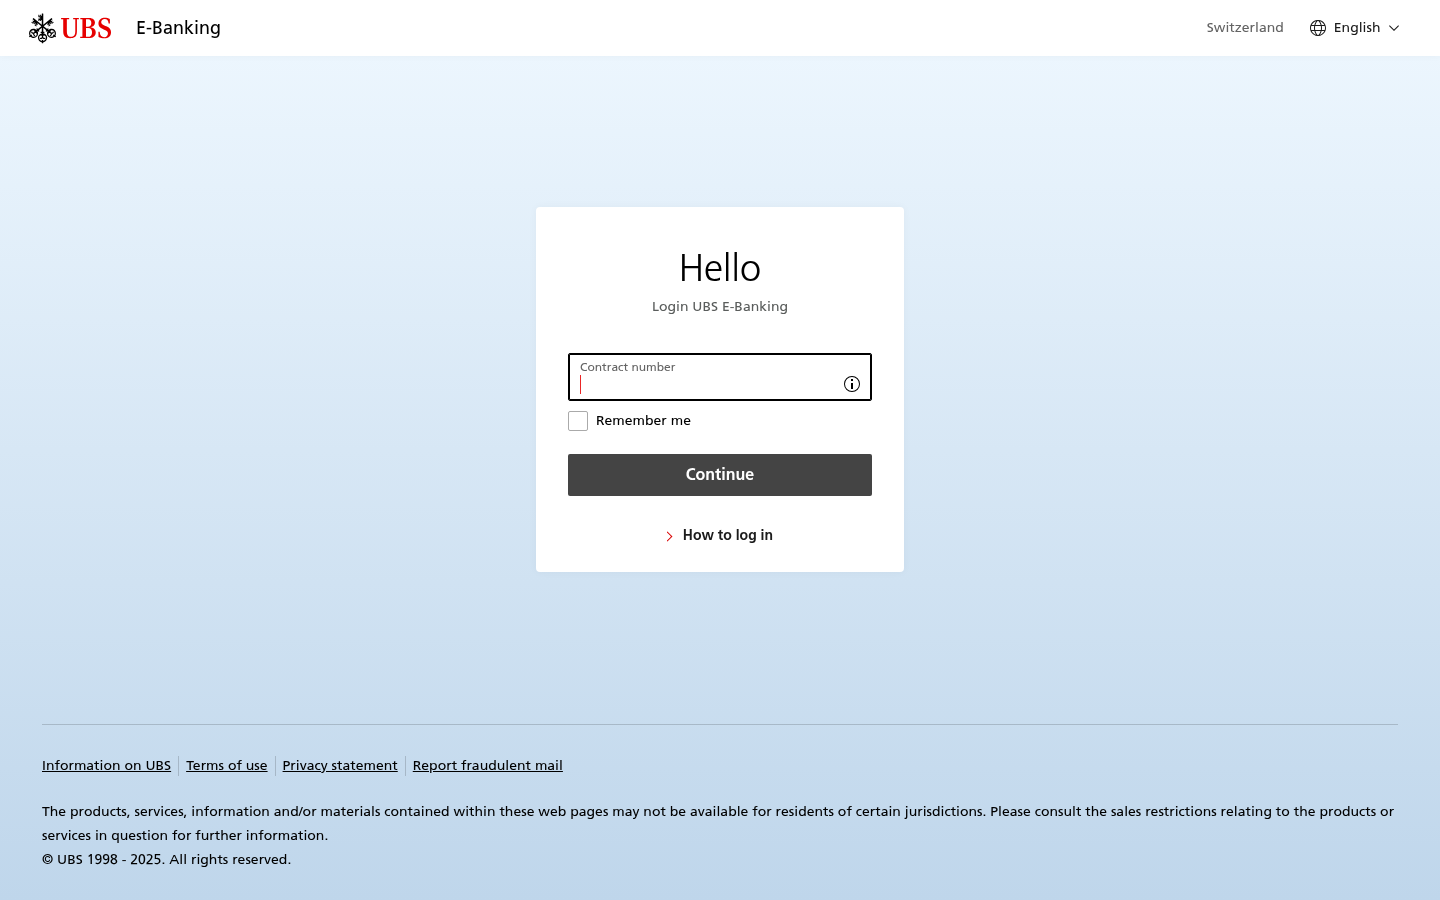 UBS E-Banking Switzerland English
Hello
Login UBS E-Banking
Contract number
Remember me
Continue
How to log in
Information on UBS Terms of use Privacy statement Report fraudulent mail
The products, services, information and/or materials contained within these web pages may not be available for residents of certain jurisdictions. Please consult the sales restrictions relating to the products or
services in question for further information.
© UBS 1998 - 2025. All rights reserved.